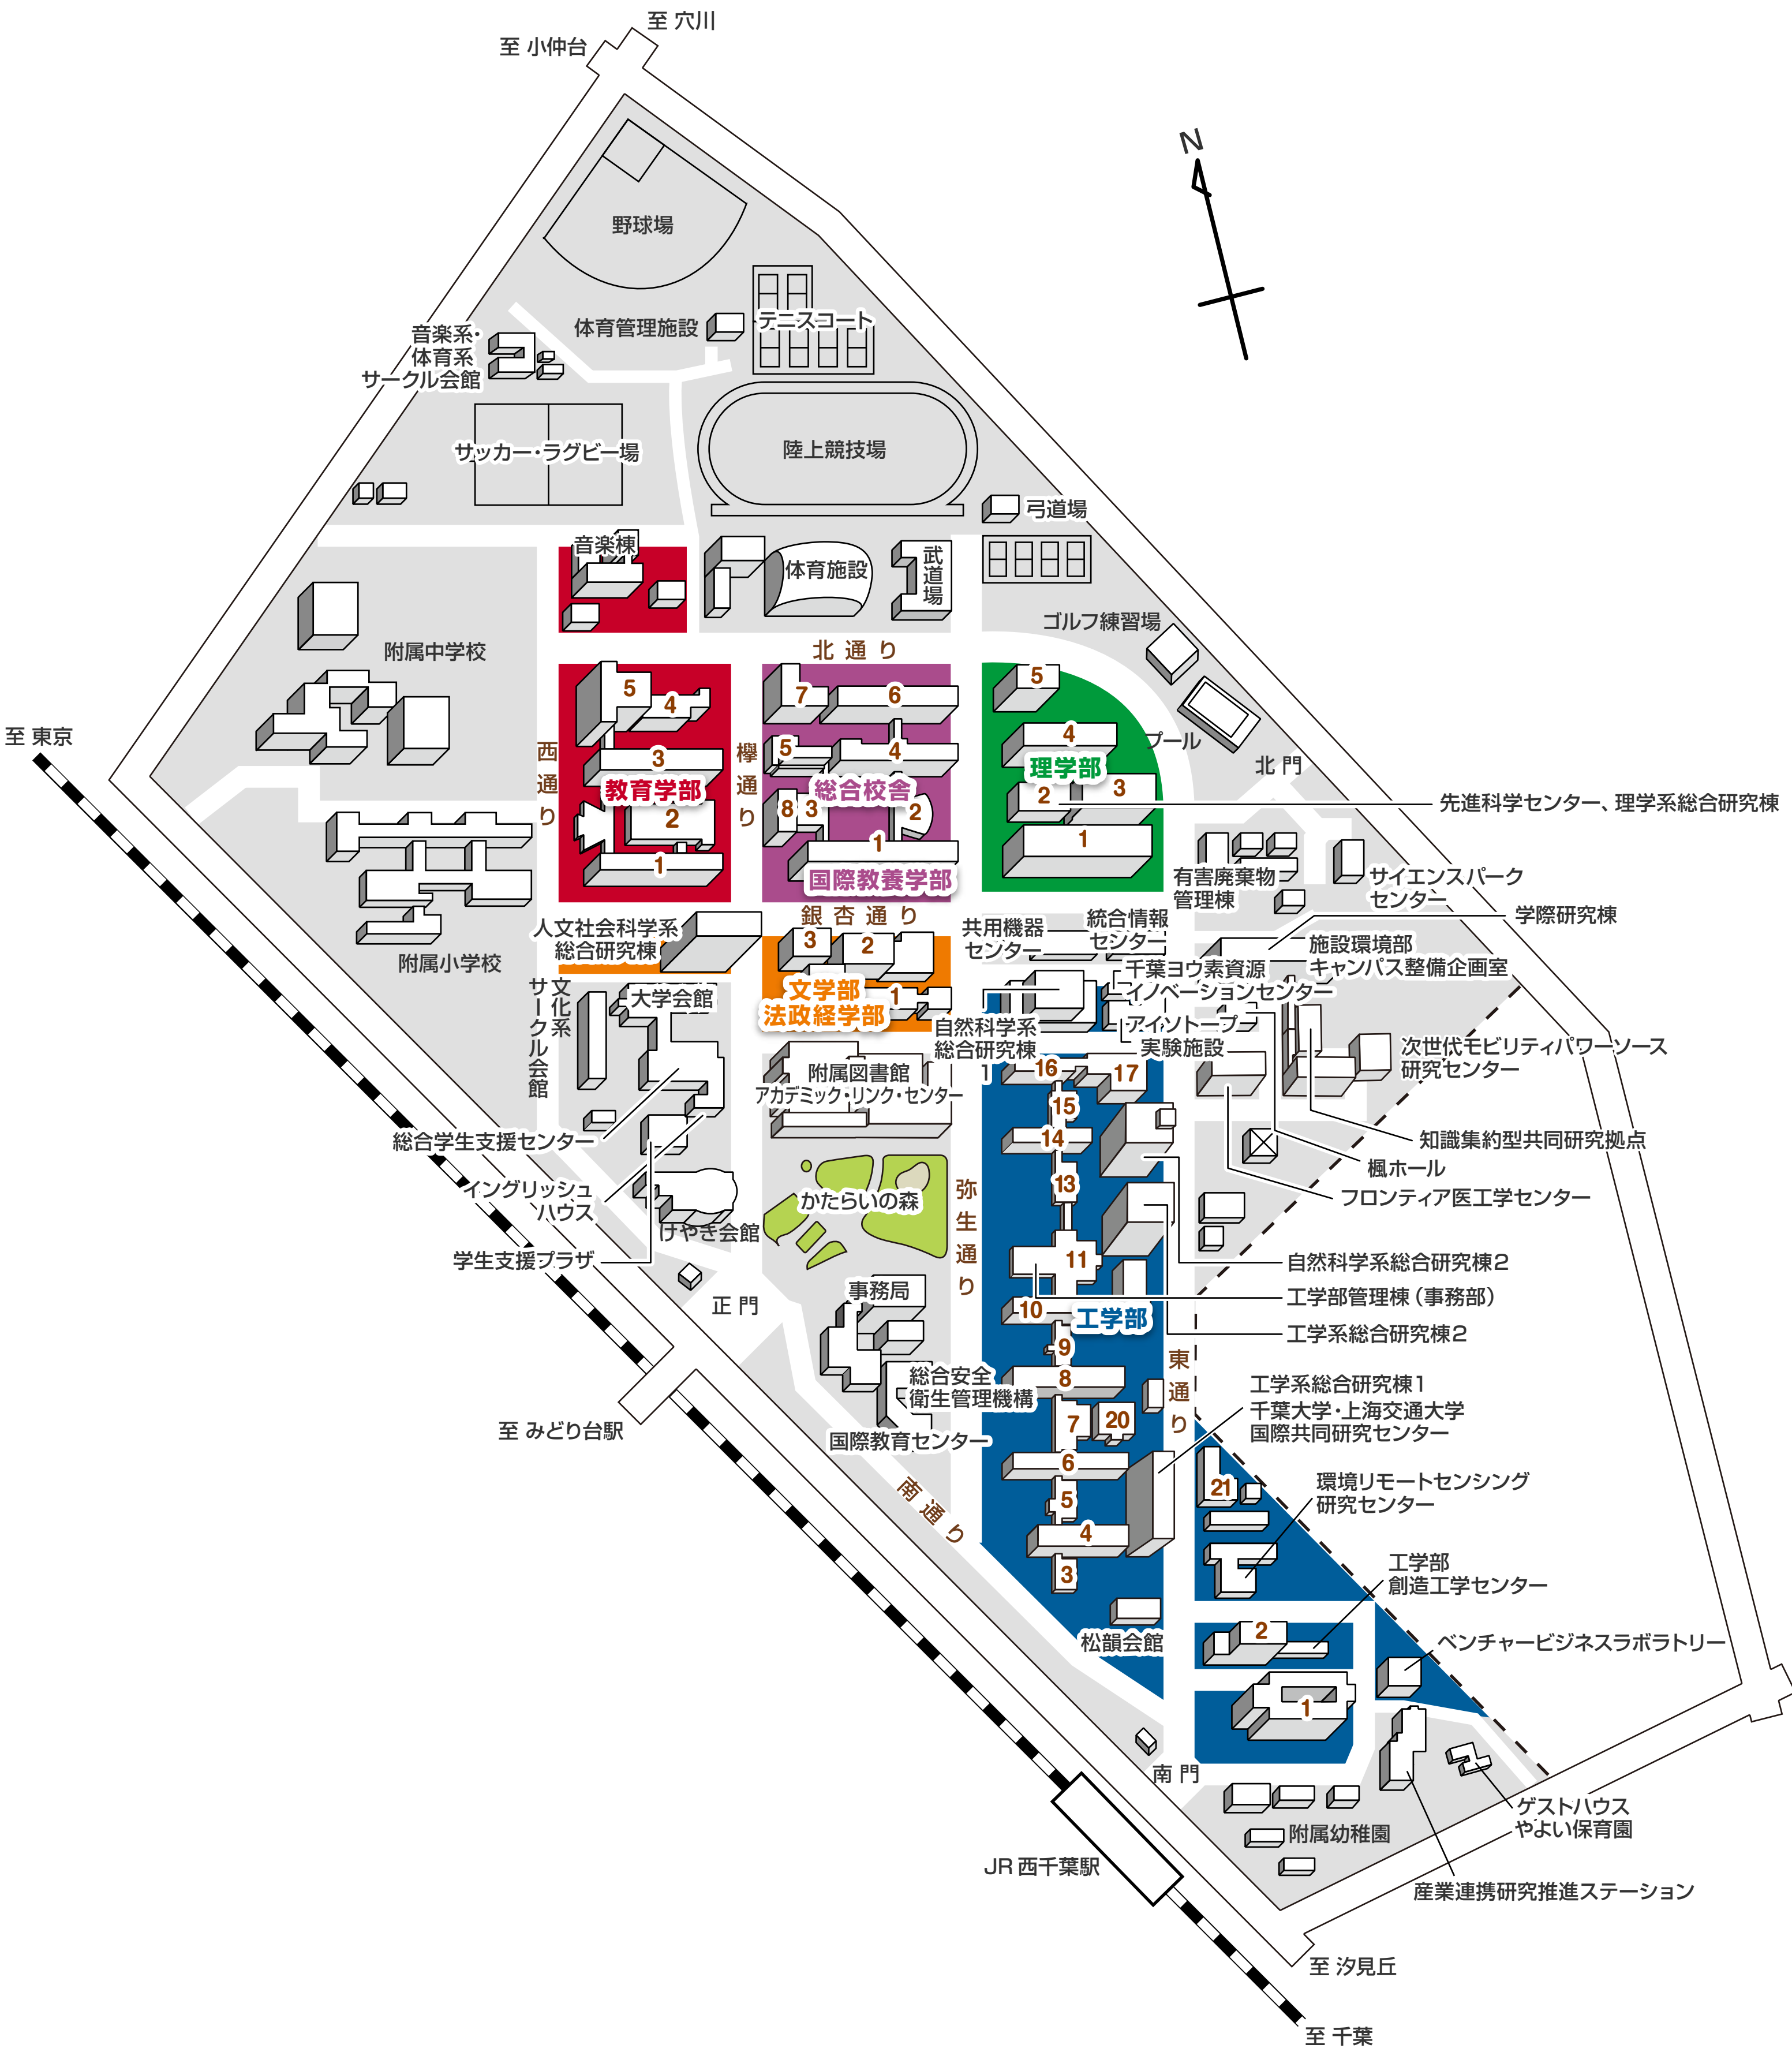 至 穴川
至 小仲台
N
野球場
体育管理施設
テニスコート
音楽系・
体育系
サークル会館
サッカー・ラグビー場
陸上競技場
弓道場
音楽棟
体育施設
武道場
ゴルフ練習場
附属中学校
北通り
5
4
3
教育学部
2
1
7
6
5
4
総合校舎
8
3
2
1
国際教養学部
5
4
理学部
2
3
1
プール
北門
至 東京
西通り
欅通り
先進科学センター、理学系総合研究棟
有害廃棄物
管理棟
サイエンスパーク
センター
学際研究棟
銀杏通り
人文社会科学系
総合研究棟
共用機器
センター
統合情報
センター
施設環境部
キャンパス整備企画室
附属小学校
3
2
文学部
1
法政経学部
千葉ヨウ素資源
イノベーションセンター
文化系
サークル会館
大学会館
自然科学系
総合研究棟
1
アイソトープ
実験施設
次世代モビリティパワーソース
研究センター
附属図書館
アカデミック・リンク・センター
16
17
15
14
13
11
10
工学部
9
8
7
20
6
5
4
3
総合学生支援センター
知識集約型共同研究拠点
楓ホール
フロンティア医工学センター
イングリッシュ
ハウス
かたらいの森
弥生通り
けやき会館
学生支援プラザ
自然科学系総合研究棟2
工学部管理棟（事務部）
工学系総合研究棟2
正門
事務局
東通り
総合安全
衛生管理機構
国際教育センター
工学系総合研究棟1
千葉大学・上海交通大学
国際共同研究センター
至 みどり台駅
南通り
21
環境リモートセンシング
研究センター
工学部
創造工学センター
松韻会館
2
ベンチャービジネスラボラトリー
1
南門
ゲストハウス
やよい保育園
附属幼稚園
JR 西千葉駅
産業連携研究推進ステーション
至 汐見丘
至 千葉